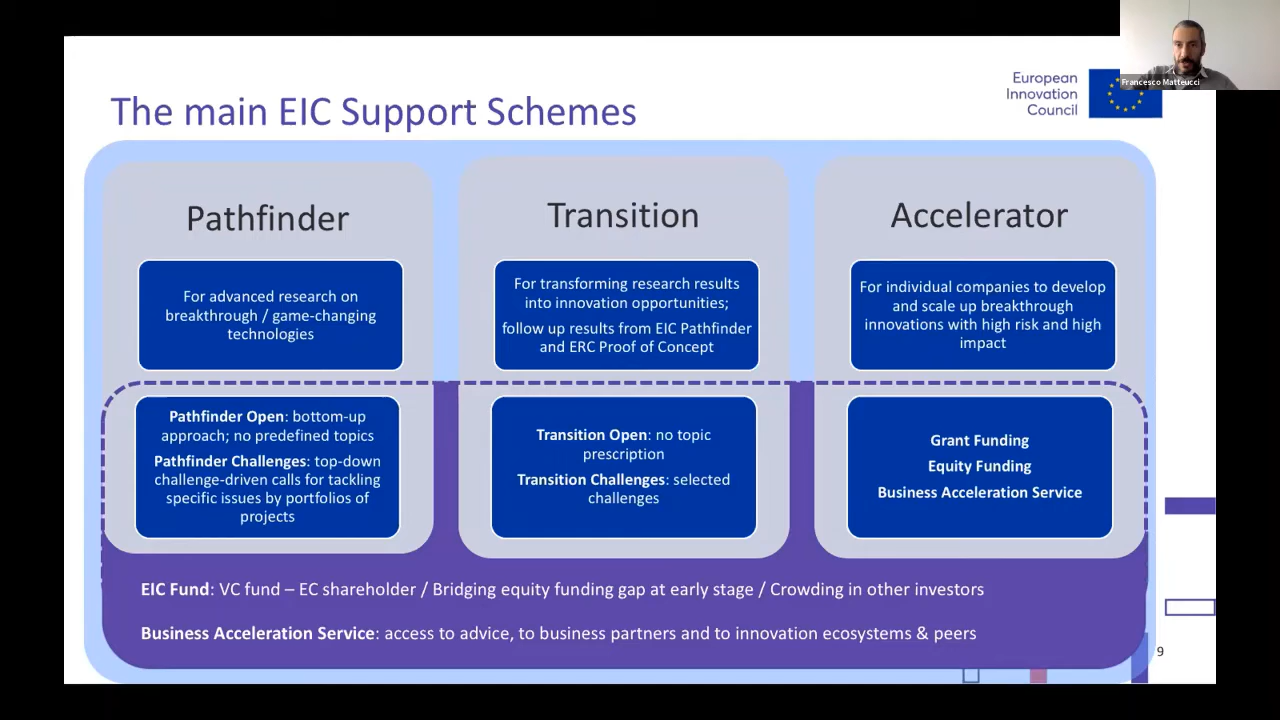 Francesco Matteucci
European
Innovation
Council
The main EIC Support Schemes
Pathfinder
For advanced research on
breakthrough / game-changing
technologies
Pathfinder Open: bottom-up
approach; no predefined topics
Pathfinder Challenges: top-down
challenge-driven calls for tackling
specific issues by portfolios of
projects
Transition
For transforming research results
into innovation opportunities;
follow up results from EIC Pathfinder
and ERC Proof of Concept
Transition Open: no topic
prescription
Transition Challenges: selected
challenges
Accelerator
For individual companies to develop
and scale up breakthrough
innovations with high risk and high
impact
Grant Funding
Equity Funding
Business Acceleration Service
EIC Fund: VC fund – EC shareholder / Bridging equity funding gap at early stage / Crowding in other investors
Business Acceleration Service: access to advice, to business partners and to innovation ecosystems & peers
9